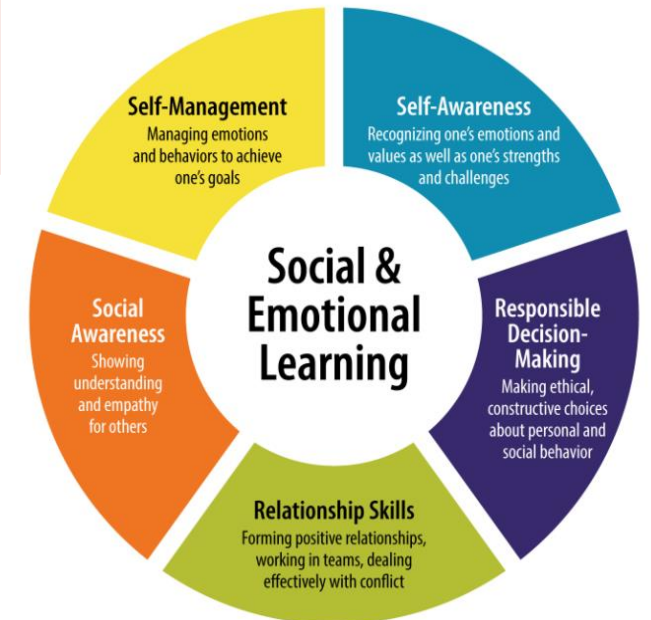 Self-Management
Managing emotions
and behaviors to achieve
one's goals
Self-Awareness
Recognizing one's emotions and
values as well as one's strengths
and challenges
Social &
Emotional
Learning
Social
Awareness
Showing
understanding
and empathy
for others
Responsible
Decision-
Making
Making ethical,
constructive choices
about personal and
social behavior
Relationship Skills
Forming positive relationships,
working in teams, dealing
effectively with conflict